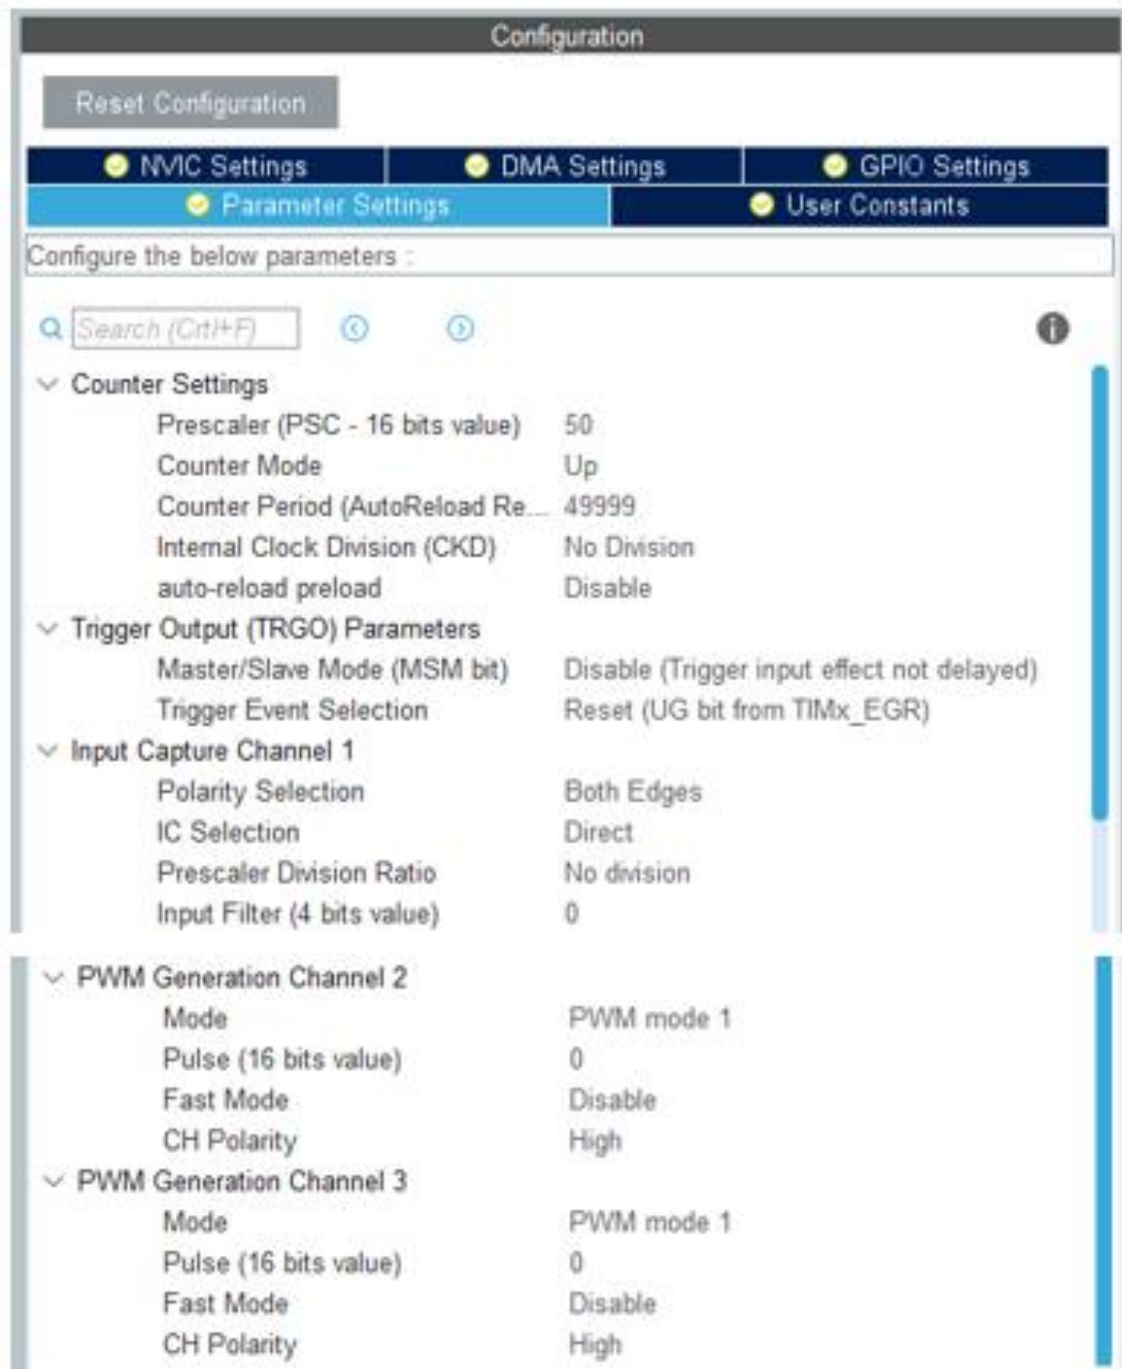 Configuration
Reset Configuration
NVIC Settings DMA Settings GPIO Settings
Parameter Settings User Constants
Configure the below parameters :
Search (Crtl+F)
Counter Settings
Prescaler (PSC - 16 bits value) 50
Counter Mode Up
Counter Period (AutoReload Re... 49999
Internal Clock Division (CKD) No Division
auto-reload preload Disable
Trigger Output (TRGO) Parameters
Master/Slave Mode (MSM bit) Disable (Trigger input effect not delayed)
Trigger Event Selection Reset (UG bit from TIMx_EGR)
Input Capture Channel 1
Polarity Selection Both Edges
IC Selection Direct
Prescaler Division Ratio No division
Input Filter (4 bits value) 0
PWM Generation Channel 2
Mode PWM mode 1
Pulse (16 bits value) 0
Fast Mode Disable
CH Polarity High
PWM Generation Channel 3
Mode PWM mode 1
Pulse (16 bits value) 0
Fast Mode Disable
CH Polarity High